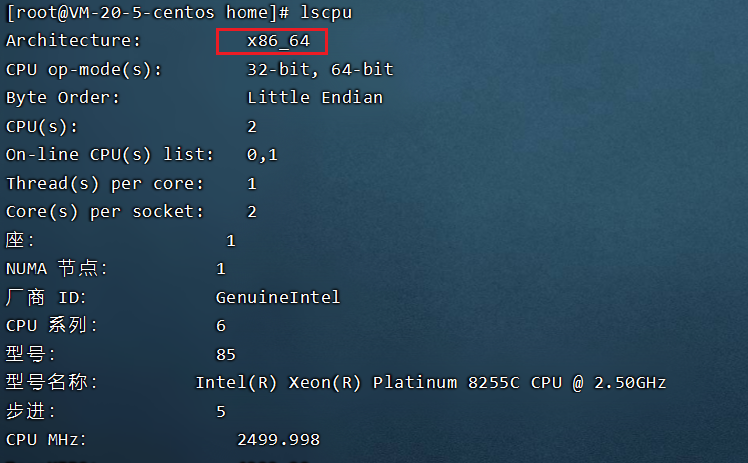 [root@VM-20-5-centos home]# lscpu
Architecture: x86_64
CPU op-mode(s): 32-bit, 64-bit
Byte Order: Little Endian
CPU(s): 2
On-line CPU(s) list: 0,1
Thread(s) per core: 1
Core(s) per socket: 2
座: 1
NUMA 节点: 1
厂商 ID: GenuineIntel
CPU 系列: 6
型号: 85
型号名称: Intel(R) Xeon(R) Platinum 8255C CPU @ 2.50GHz
步进: 5
CPU MHz: 2499.998